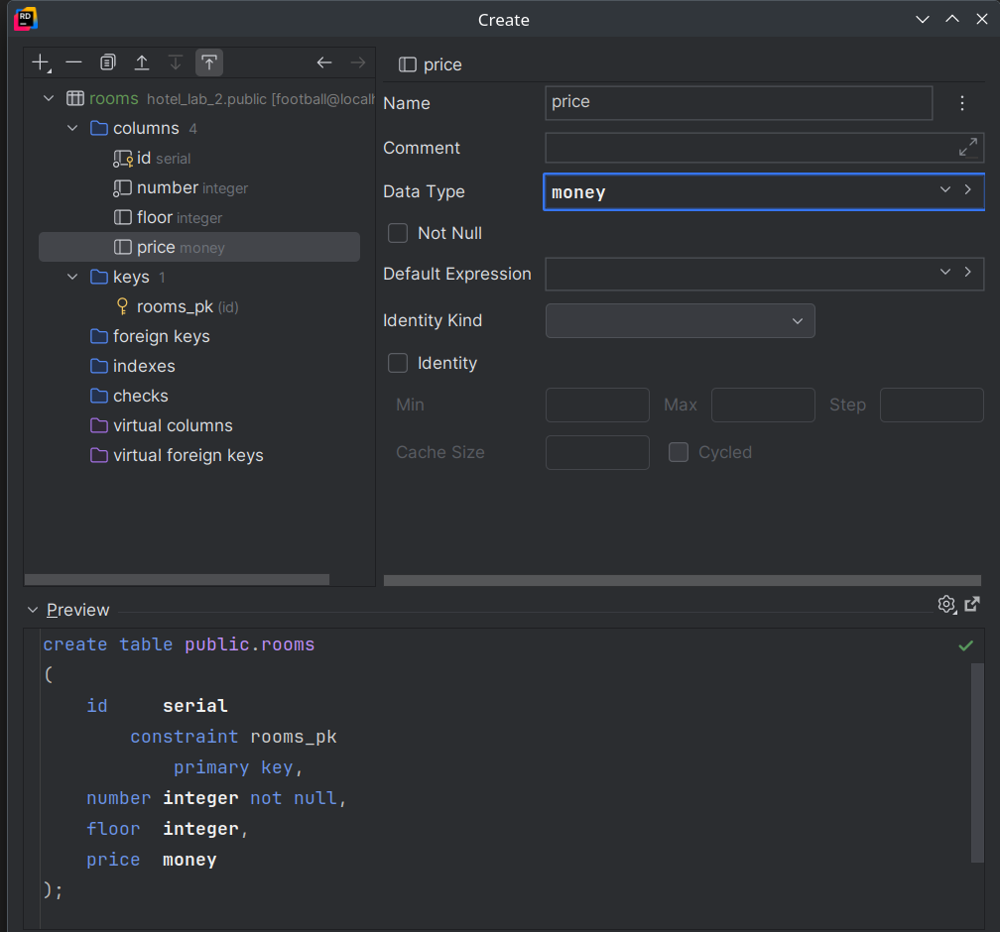 RD
Create
rooms hotel_lab_2.public [football@localh
columns 4
id serial
number integer
floor integer
price money
keys 1
rooms_pk (id)
foreign keys
indexes
checks
virtual columns
virtual foreign keys
price
Name price
Comment
Data Type money
Not Null
Default Expression
Identity Kind
Identity
Min Max Step
Cache Size Cycled
Preview
create table public.rooms
(
id serial
constraint rooms_pk
primary key,
number integer not null,
floor integer,
price money
);